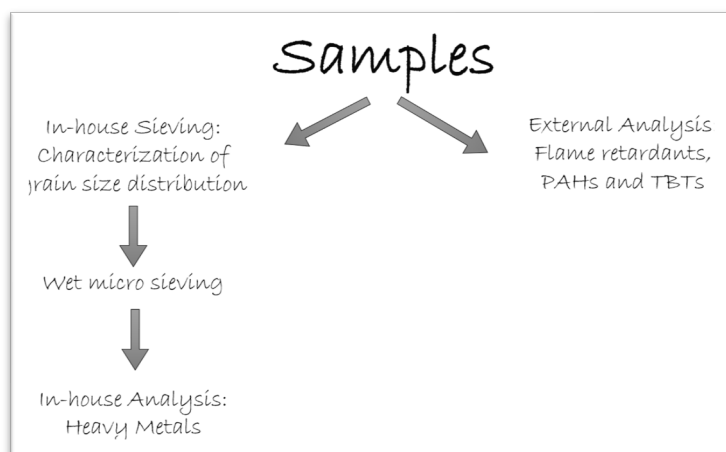 Samples
In-house Sieving:
Characterization of
grain size distribution
Wet micro sieving
In-house Analysis:
Heavy Metals
External Analysis
Flame retardants,
PAHs and TBTs